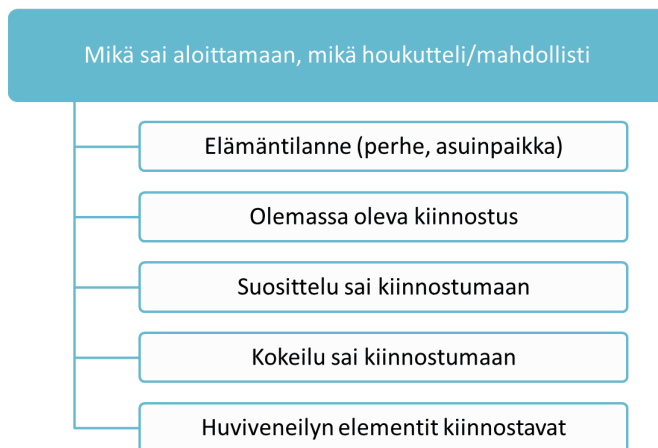 Mikä sai aloittamaan, mikä houkutteli/mahdollisti
Elämäntilanne (perhe, asuinpaikka)
Olemassa oleva kiinnostus
Suosittelu sai kiinnostumaan
Kokeilu sai kiinnostumaan
Huviveneilyn elementit kiinnostavat